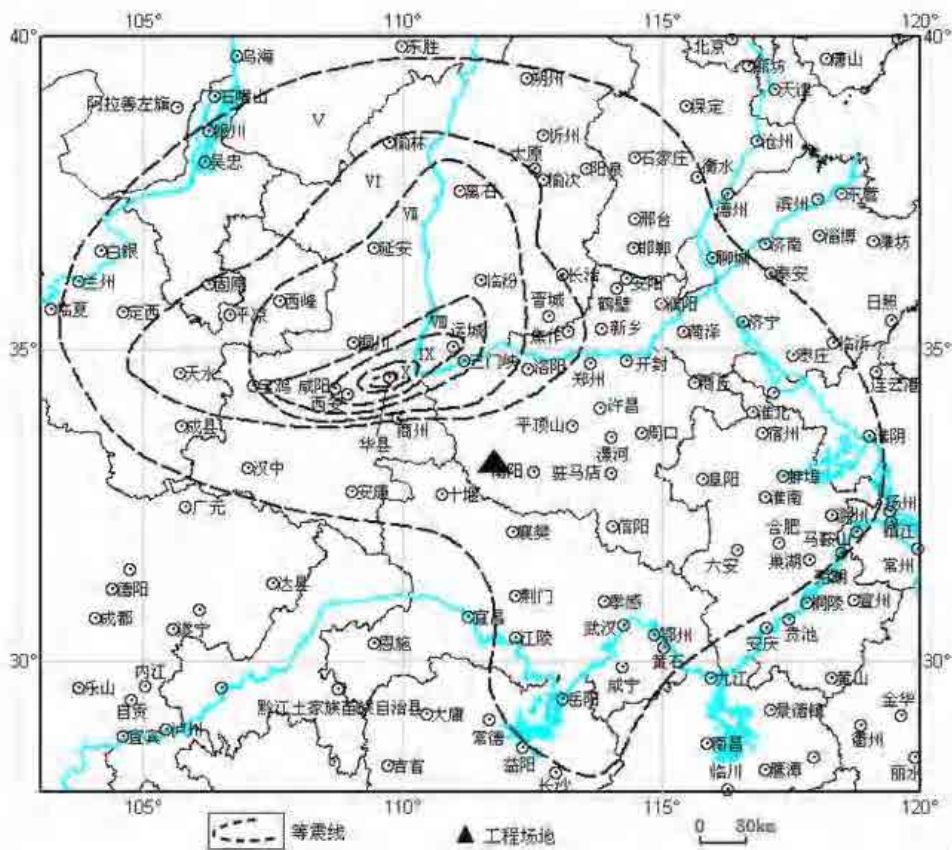 105° 110° 115° 120°
40° 40°
乌海 东胜 北京 廊坊 唐山
石嘴山 朔州 天津
阿拉善左旗 保定
V
银川 榆林 忻州 石家庄 沧州
吴忠 太原 阳泉 衡水
VI 榆次 德州 滨州 东营
VII 离石 邢台
白银 延安 邯郸 聊城 济南 淄博 潍坊
兰州 固原 临汾 长治 安阳 泰安
西峰 晋城 鹤壁 濮阳 日照
临夏 定西 平凉 VIII 运城 焦作 新乡 菏泽 济宁 临沂
35° 铜川 IX 35°
天水 宝鸡 咸阳 X 三门峡 洛阳 郑州 开封 商丘 枣庄 连云港
西安 许昌 淮北
成县 华县 商州 平顶山 漯河 周口 宿州 淮阴
汉中 南阳 驻马店 阜阳 蚌埠
安康 十堰 淮南 扬州
广元 襄樊 信阳 合肥 滁州 镇江
六安 马鞍山 常州
巢湖 芜湖
德阳 达县 荆门 孝感 铜陵 宣州
成都 遂宁 宜昌 武汉 鄂州 贵池
恩施 江陵 黄石 安庆
30° 30°
内江 咸宁 九江 黄山
乐山 岳阳 金华
自贡 黔江土家族苗族自治县 大庸 景德镇
宜宾 泸州 常德 南昌 衢州
吉首 益阳 临川 鹰潭 丽水
长沙
105° 110° 115° 120°
等震线 工程场地 0 80km